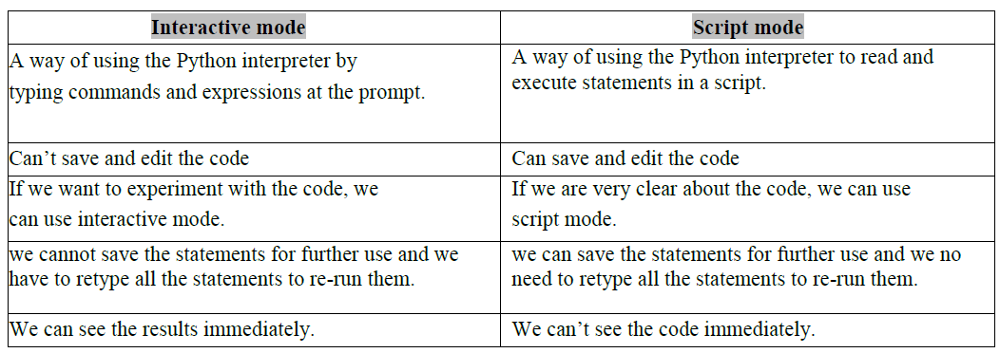 Interactive mode
Script mode
A way of using the Python interpreter by
typing commands and expressions at the prompt.
A way of using the Python interpreter to read and
execute statements in a script.
Can’t save and edit the code
Can save and edit the code
If we want to experiment with the code, we
can use interactive mode.
If we are very clear about the code, we can use
script mode.
we cannot save the statements for further use and we
have to retype all the statements to re-run them.
we can save the statements for further use and we no
need to retype all the statements to re-run them.
We can see the results immediately.
We can’t see the code immediately.